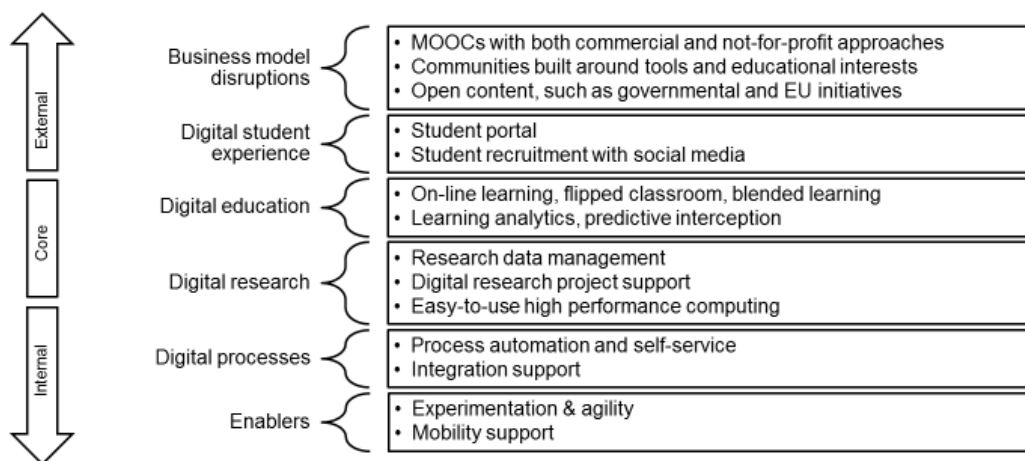 External
Business model
disruptions
• MOOCs with both commercial and not-for-profit approaches
• Communities built around tools and educational interests
• Open content, such as governmental and EU initiatives
Digital student
experience
• Student portal
• Student recruitment with social media
Core
Digital education
• On-line learning, flipped classroom, blended learning
• Learning analytics, predictive interception
Digital research
• Research data management
• Digital research project support
• Easy-to-use high performance computing
Internal
Digital processes
• Process automation and self-service
• Integration support
Enablers
• Experimentation & agility
• Mobility support